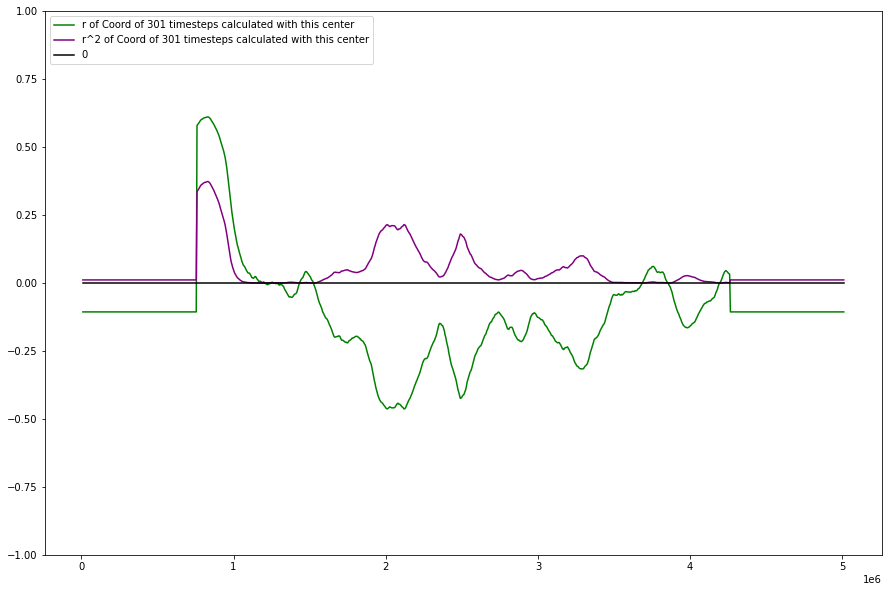 r of Coord of 301 timesteps calculated with this center
r^2 of Coord of 301 timesteps calculated with this center
0
1.00
0.75
0.50
0.25
0.00
−0.25
−0.50
−0.75
−1.00
0 1 2 3 4 5
1e6